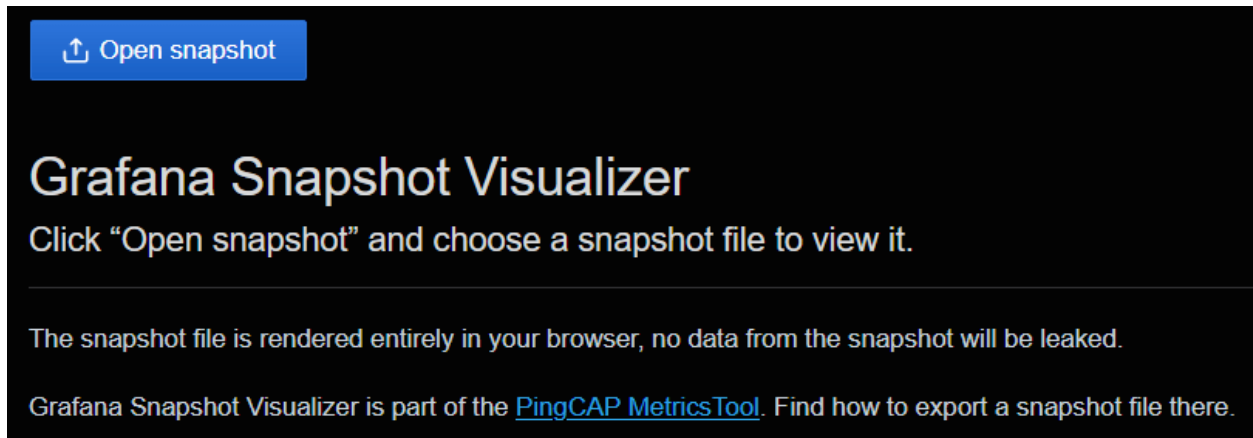 Open snapshot
Grafana Snapshot Visualizer
Click “Open snapshot” and choose a snapshot file to view it.
The snapshot file is rendered entirely in your browser, no data from the snapshot will be leaked.
Grafana Snapshot Visualizer is part of the PingCAP MetricsTool. Find how to export a snapshot file there.